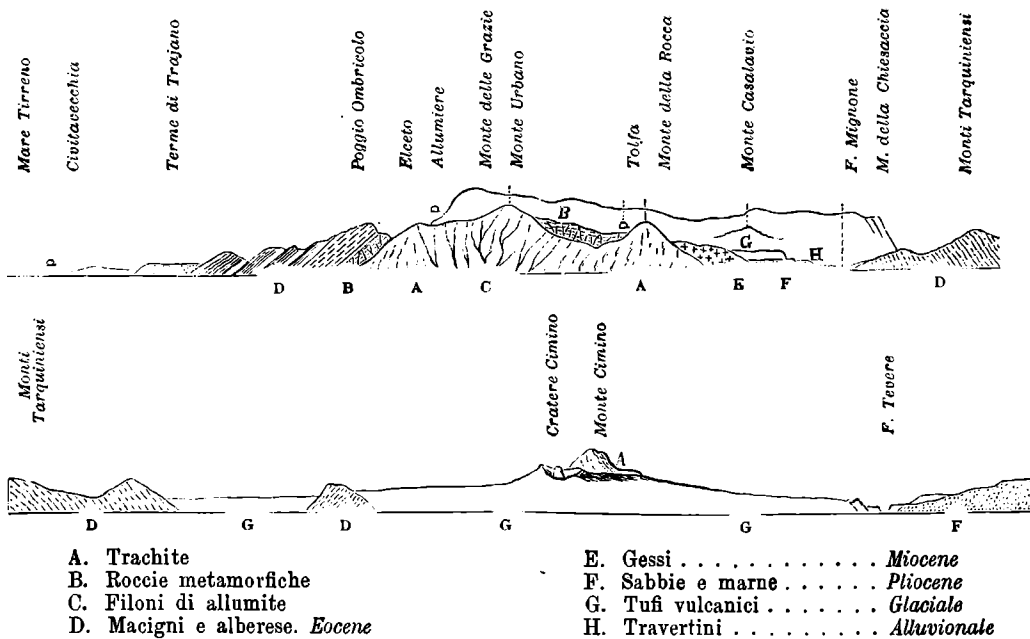 Mare Tirreno
Civitacecchia
Terme di Trajano
Poggio Ombricolo
Elceto
Allumiere
Monte delle Grazie
Monte Urbano
Tolfa
Monte della Rocca
Monte Casalavio
F. Mignone
M. della Chiesaccia
Monti Tarquiniensi
D B D G H
D B A C A E F D
Monti
Tarquiniensi
Cratere Cimino
Monte Cimino
F. Tevere
A
D G D G G F
A. Trachite
B. Roccie metamorfiche
C. Filoni di allumite
D. Macigni e alberese. Eocene
E. Gessi . . . . . . . . . . . . Miocene
F. Sabbie e marne . . . . . . Pliocene
G. Tufi vulcanici . . . . . . . Glaciale
H. Travertini . . . . . . . . . Alluvionale